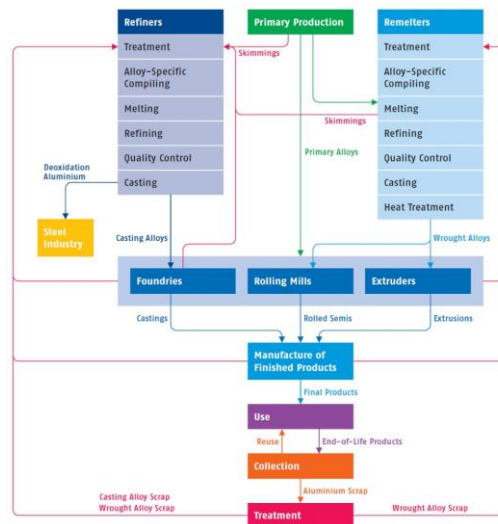 Refiners
Primary Production
Remelters
Treatment
Skimmings
Treatment
Alloy-Specific
Compiling
Alloy-Specific
Compiling
Melting
Melting
Skimmings
Refining
Refining
Primary Alloys
Quality Control
Quality Control
Deoxidation
Aluminium
Casting
Casting
Heat Treatment
Steel
Industry
Casting Alloys
Wrought Alloys
Foundries
Rolling Mills
Extruders
Castings
Rolled Semis
Extrusions
Manufacture of
Finished Products
Final Products
Use
Reuse
End-of-Life Products
Collection
Aluminium Scrap
Casting Alloy Scrap
Wrought Alloy Scrap
Treatment
Wrought Alloy Scrap